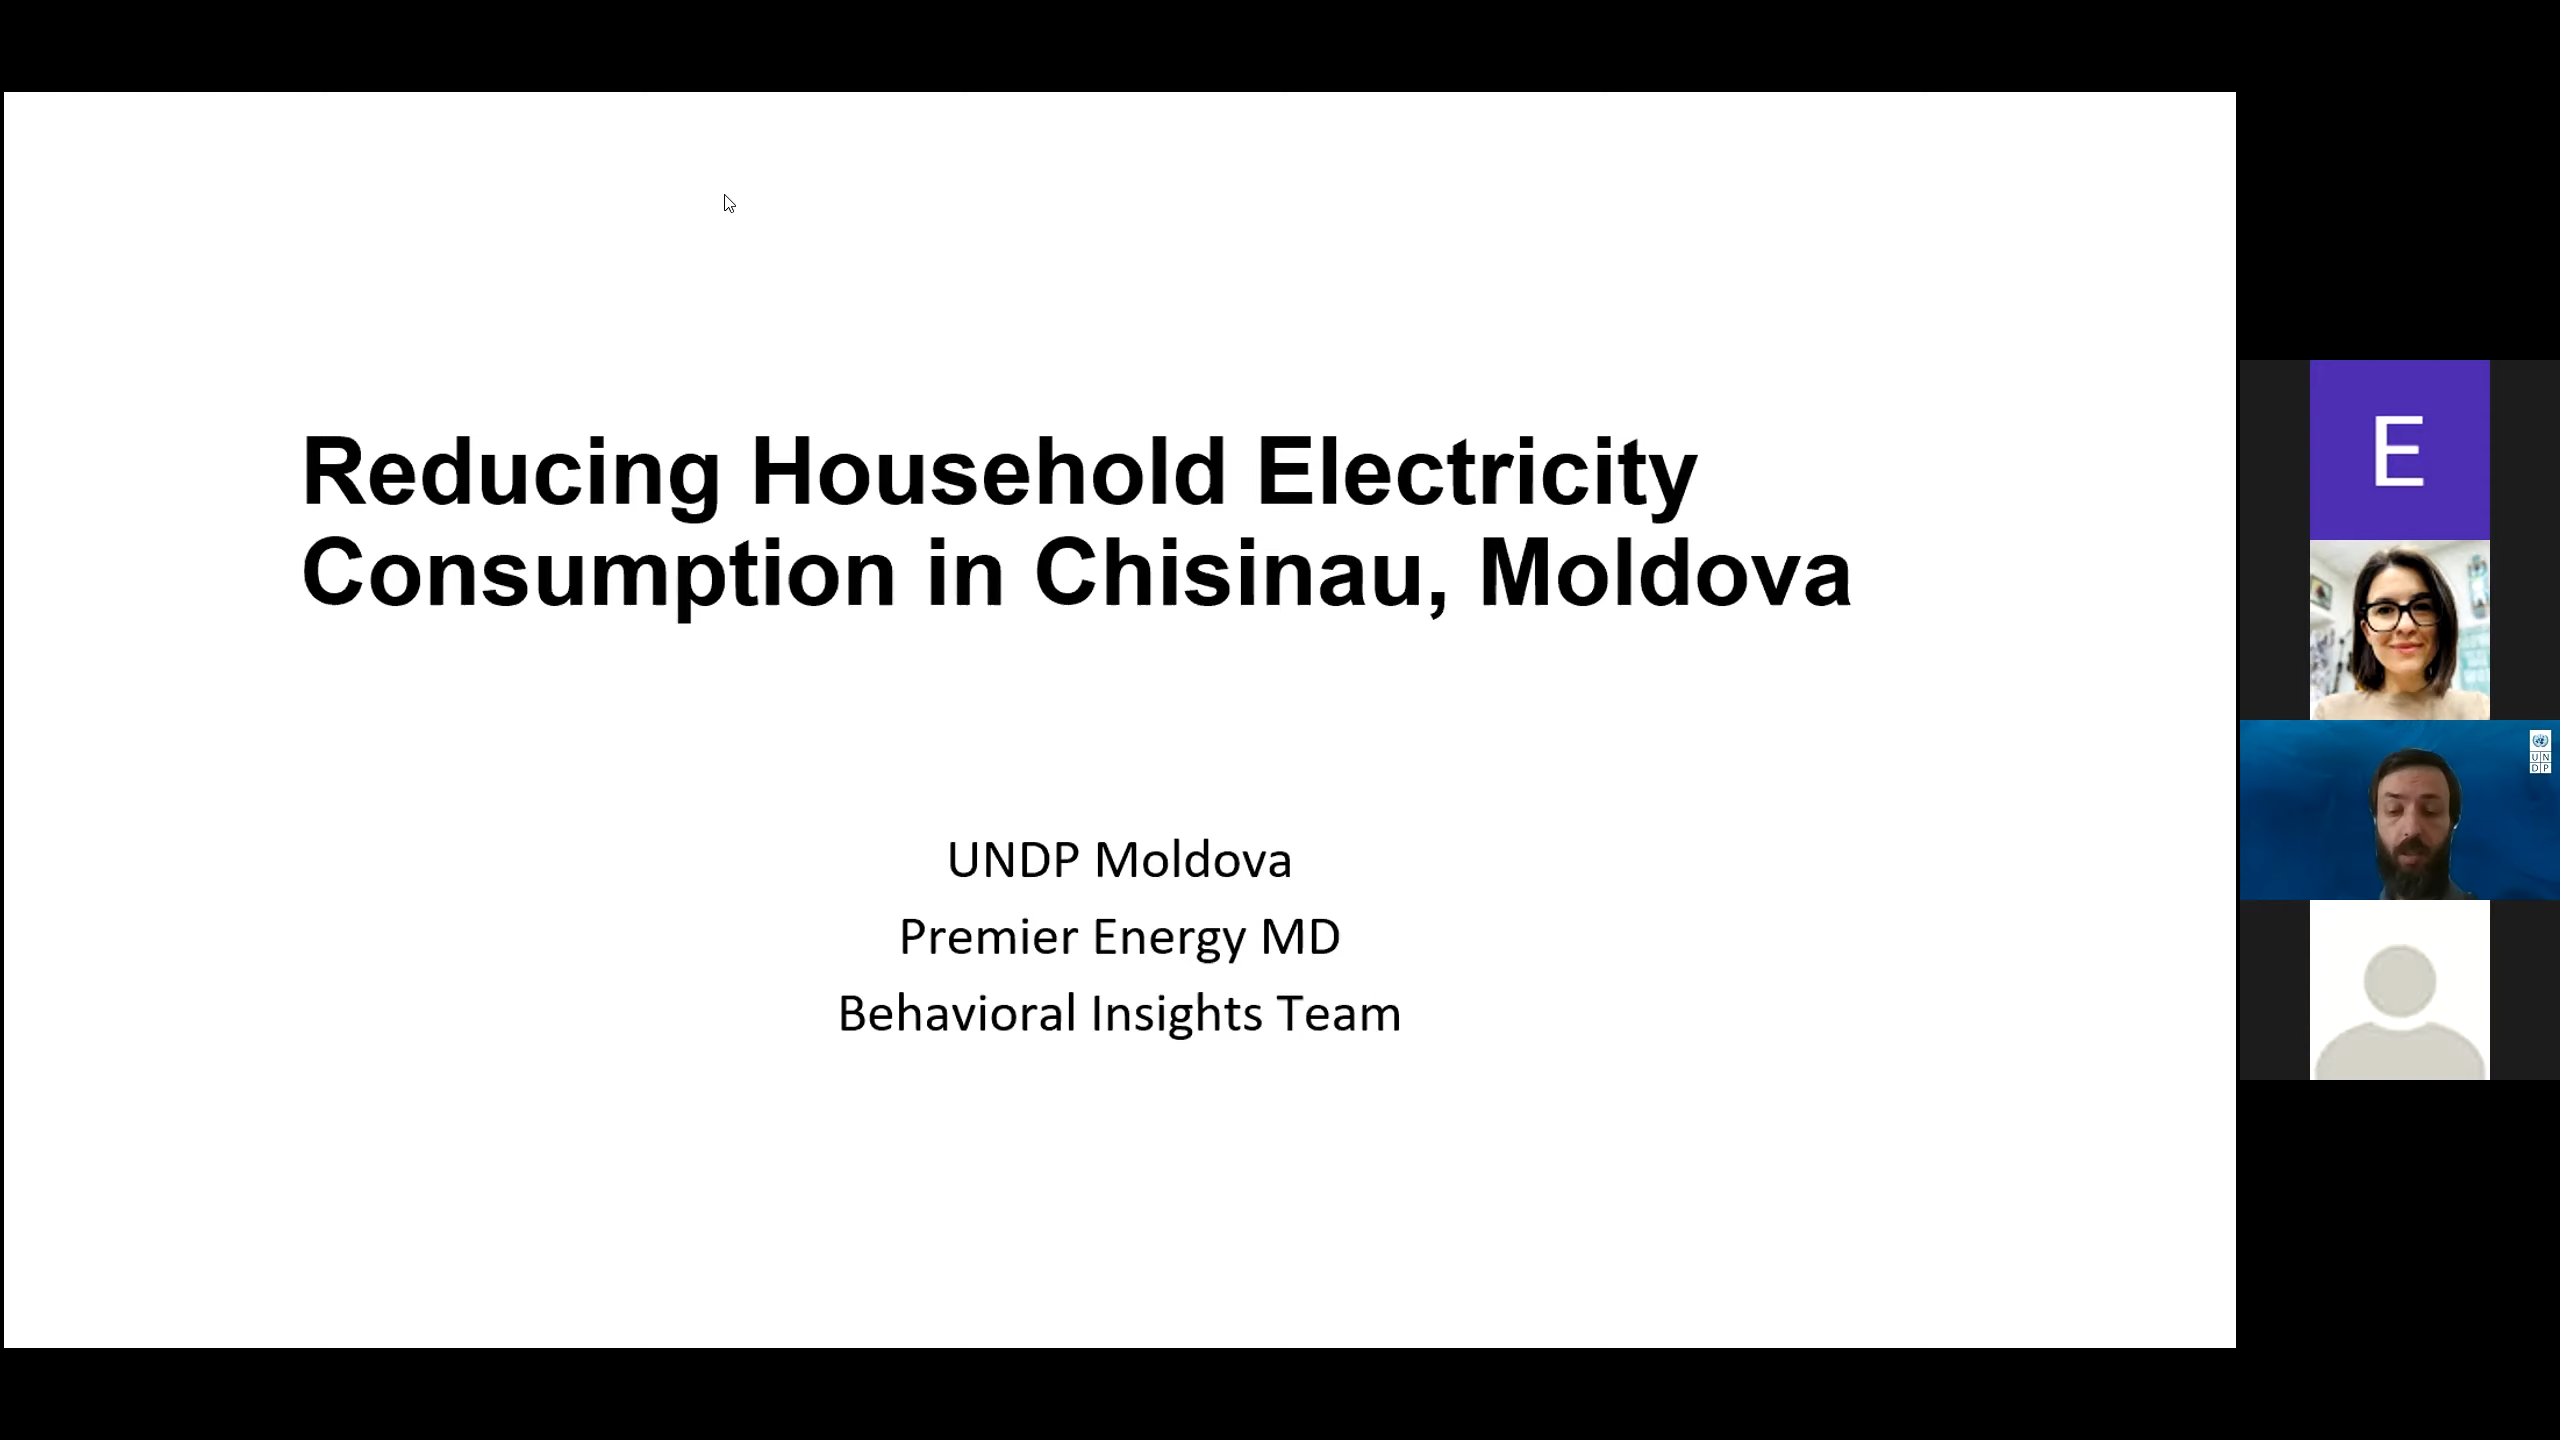 Reducing Household Electricity
Consumption in Chisinau, Moldova
UNDP Moldova
Premier Energy MD
Behavioral Insights Team
E
U N
D P